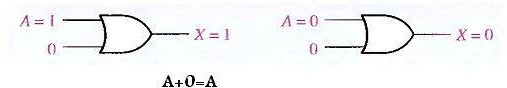 A = 1
0
X = 1
A = 0
0
X = 0
A+0=A